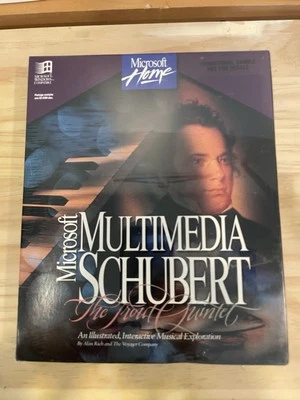 Microsoft
Home
Microsoft
MULTIMEDIA
SCHUBERT
The Trout Quintet
An Illustrated, Interactive Musical Exploration
By Alan Rich and The Voyager Company